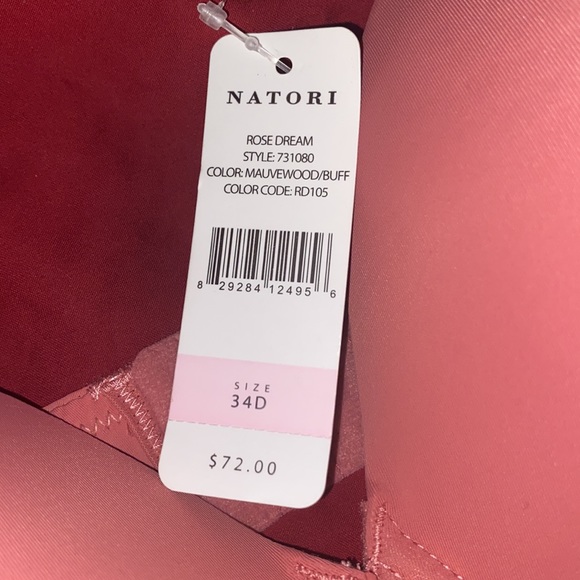 NATORI
ROSE DREAM
STYLE: 731080
COLOR: MAUVEWOOD/BUFF
COLOR CODE: RD105
8 29284 12495 6
SIZE
34D
$72.00